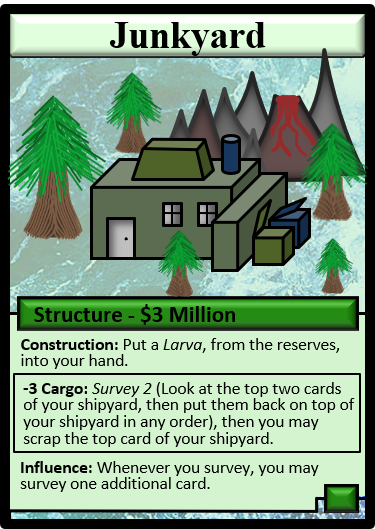 Junkyard
Structure - $3 Million
Construction: Put a Larva, from the reserves,
into your hand.
-3 Cargo: Survey 2 (Look at the top two cards
of your shipyard, then put them back on top of
your shipyard in any order), then you may
scrap the top card of your shipyard.
Influence: Whenever you survey, you may
survey one additional card.